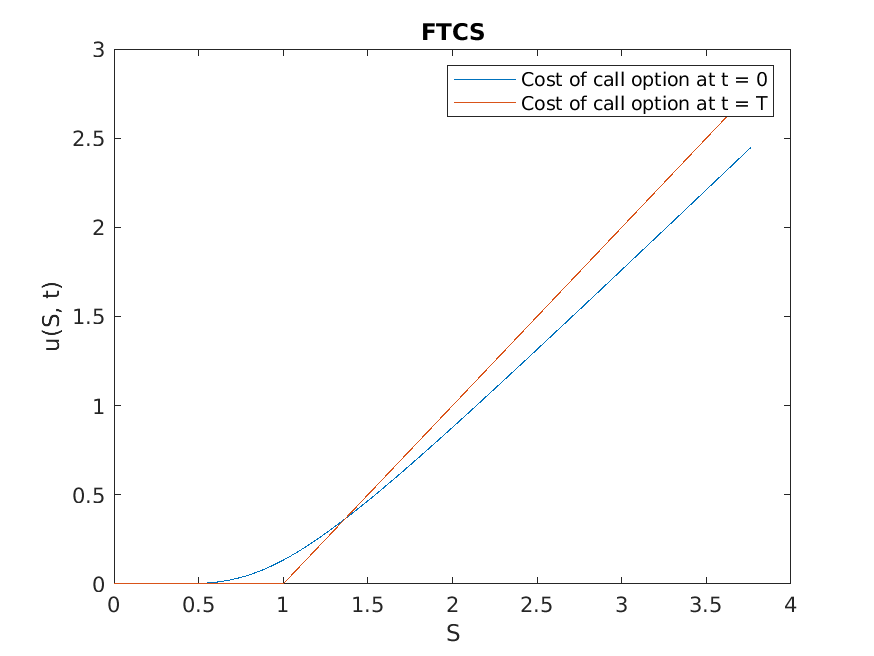 FTCS
Cost of call option at t = 0
Cost of call option at t = T
u(S, t)
3
2.5
2
1.5
1
0.5
0
0 0.5 1 1.5 2 2.5 3 3.5 4
S